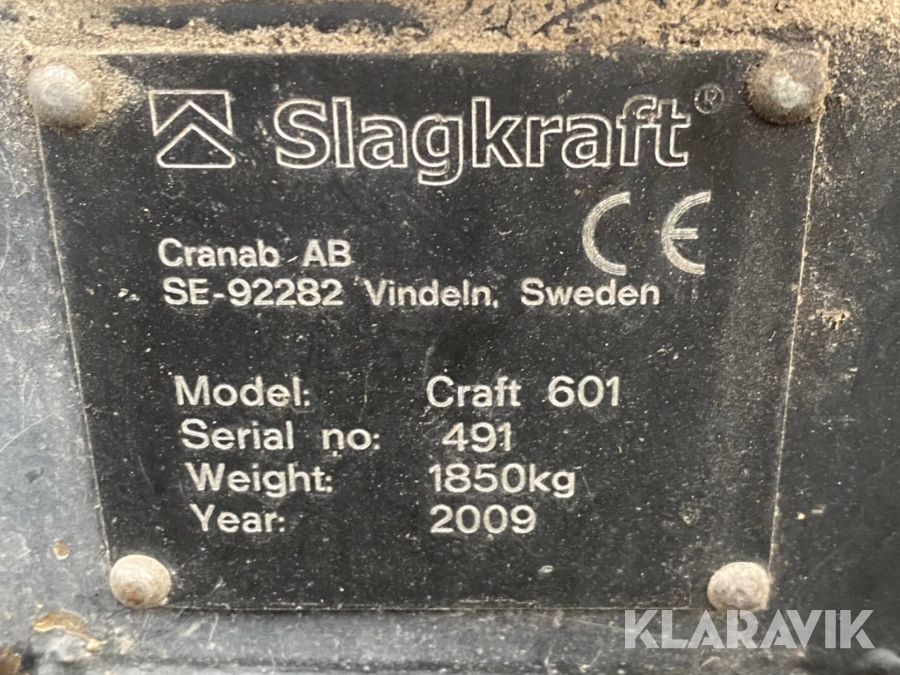 Slagkraft®
CE
Cranab AB
SE-92282 Vindeln, Sweden
Model: Craft 601
Serial no: 491
Weight: 1850kg
Year: 2009
KLARAVIK